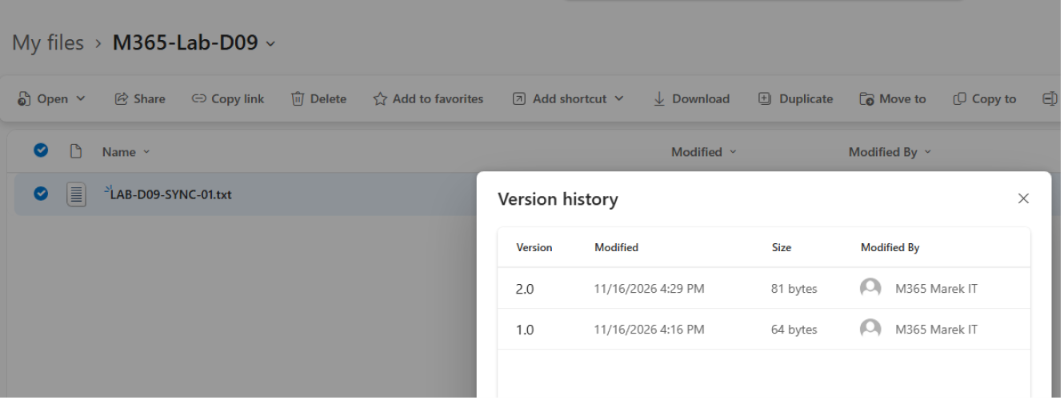 My files > M365-Lab-D09
Open Share Copy link Delete Add to favorites Add shortcut Download Duplicate Move to Copy to
Name Modified Modified By
LAB-D09-SYNC-01.txt
Version history
Version Modified Size Modified By
2.0 11/16/2026 4:29 PM 81 bytes M365 Marek IT
1.0 11/16/2026 4:16 PM 64 bytes M365 Marek IT